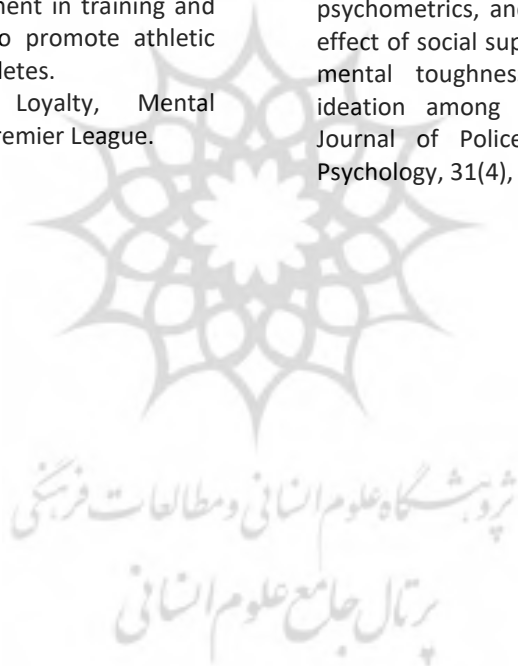 ment in training and
o promote athletic
letes.
Loyalty, Mental
remier League.
psychometrics, and
effect of social sup
mental toughness
ideation among
Journal of Police
Psychology, 31(4),
پژوهشگاه علوم انسانی و مطالعات فرهنگی
پرتال جامع علوم انسانی